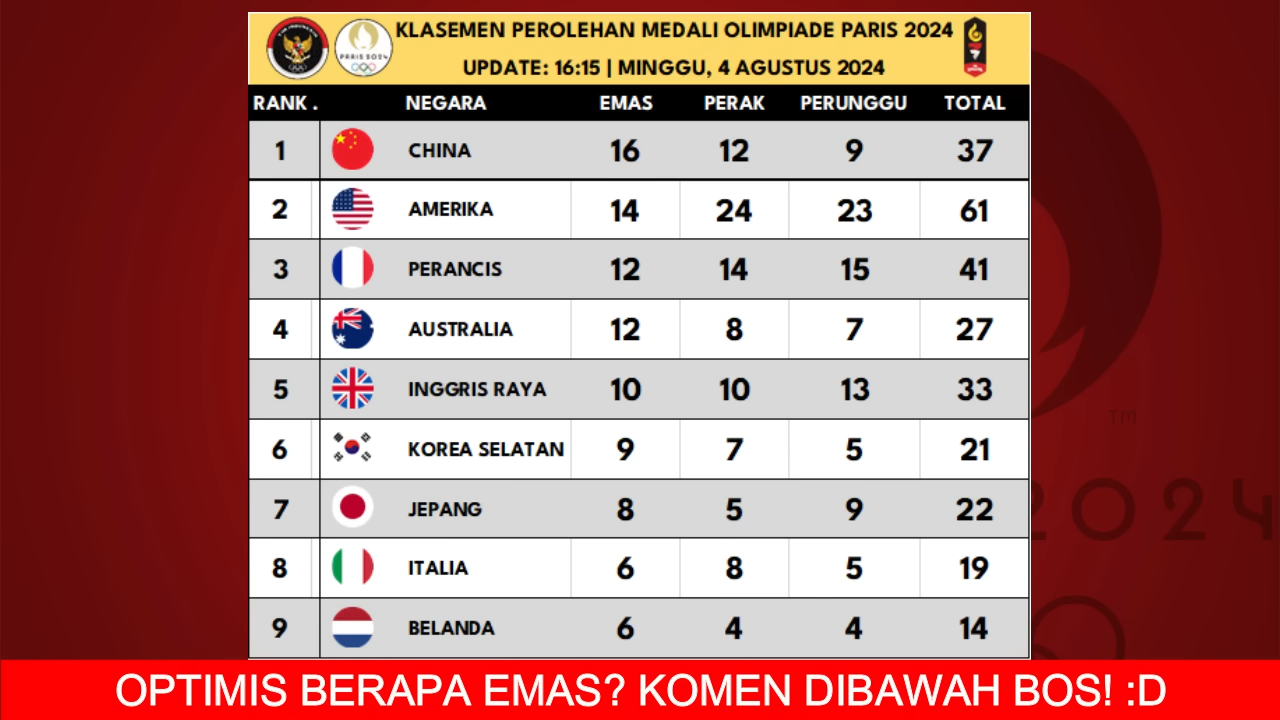 KLASEMEN PEROLEHAN MEDALI OLIMPIADE PARIS 2024
PARIS 2024
UPDATE: 16:15 | MINGGU, 4 AGUSTUS 2024
RANK . NEGARA EMAS PERAK PERUNGGU TOTAL
1 CHINA 16 12 9 37
2 AMERIKA 14 24 23 61
3 PERANCIS 12 14 15 41
4 AUSTRALIA 12 8 7 27
5 INGGRIS RAYA 10 10 13 33
6 KOREA SELATAN 9 7 5 21
7 JEPANG 8 5 9 22
8 ITALIA 6 8 5 19
9 BELANDA 6 4 4 14
TM
2024
OPTIMIS BERAPA EMAS? KOMEN DIBAWAH BOS! :D